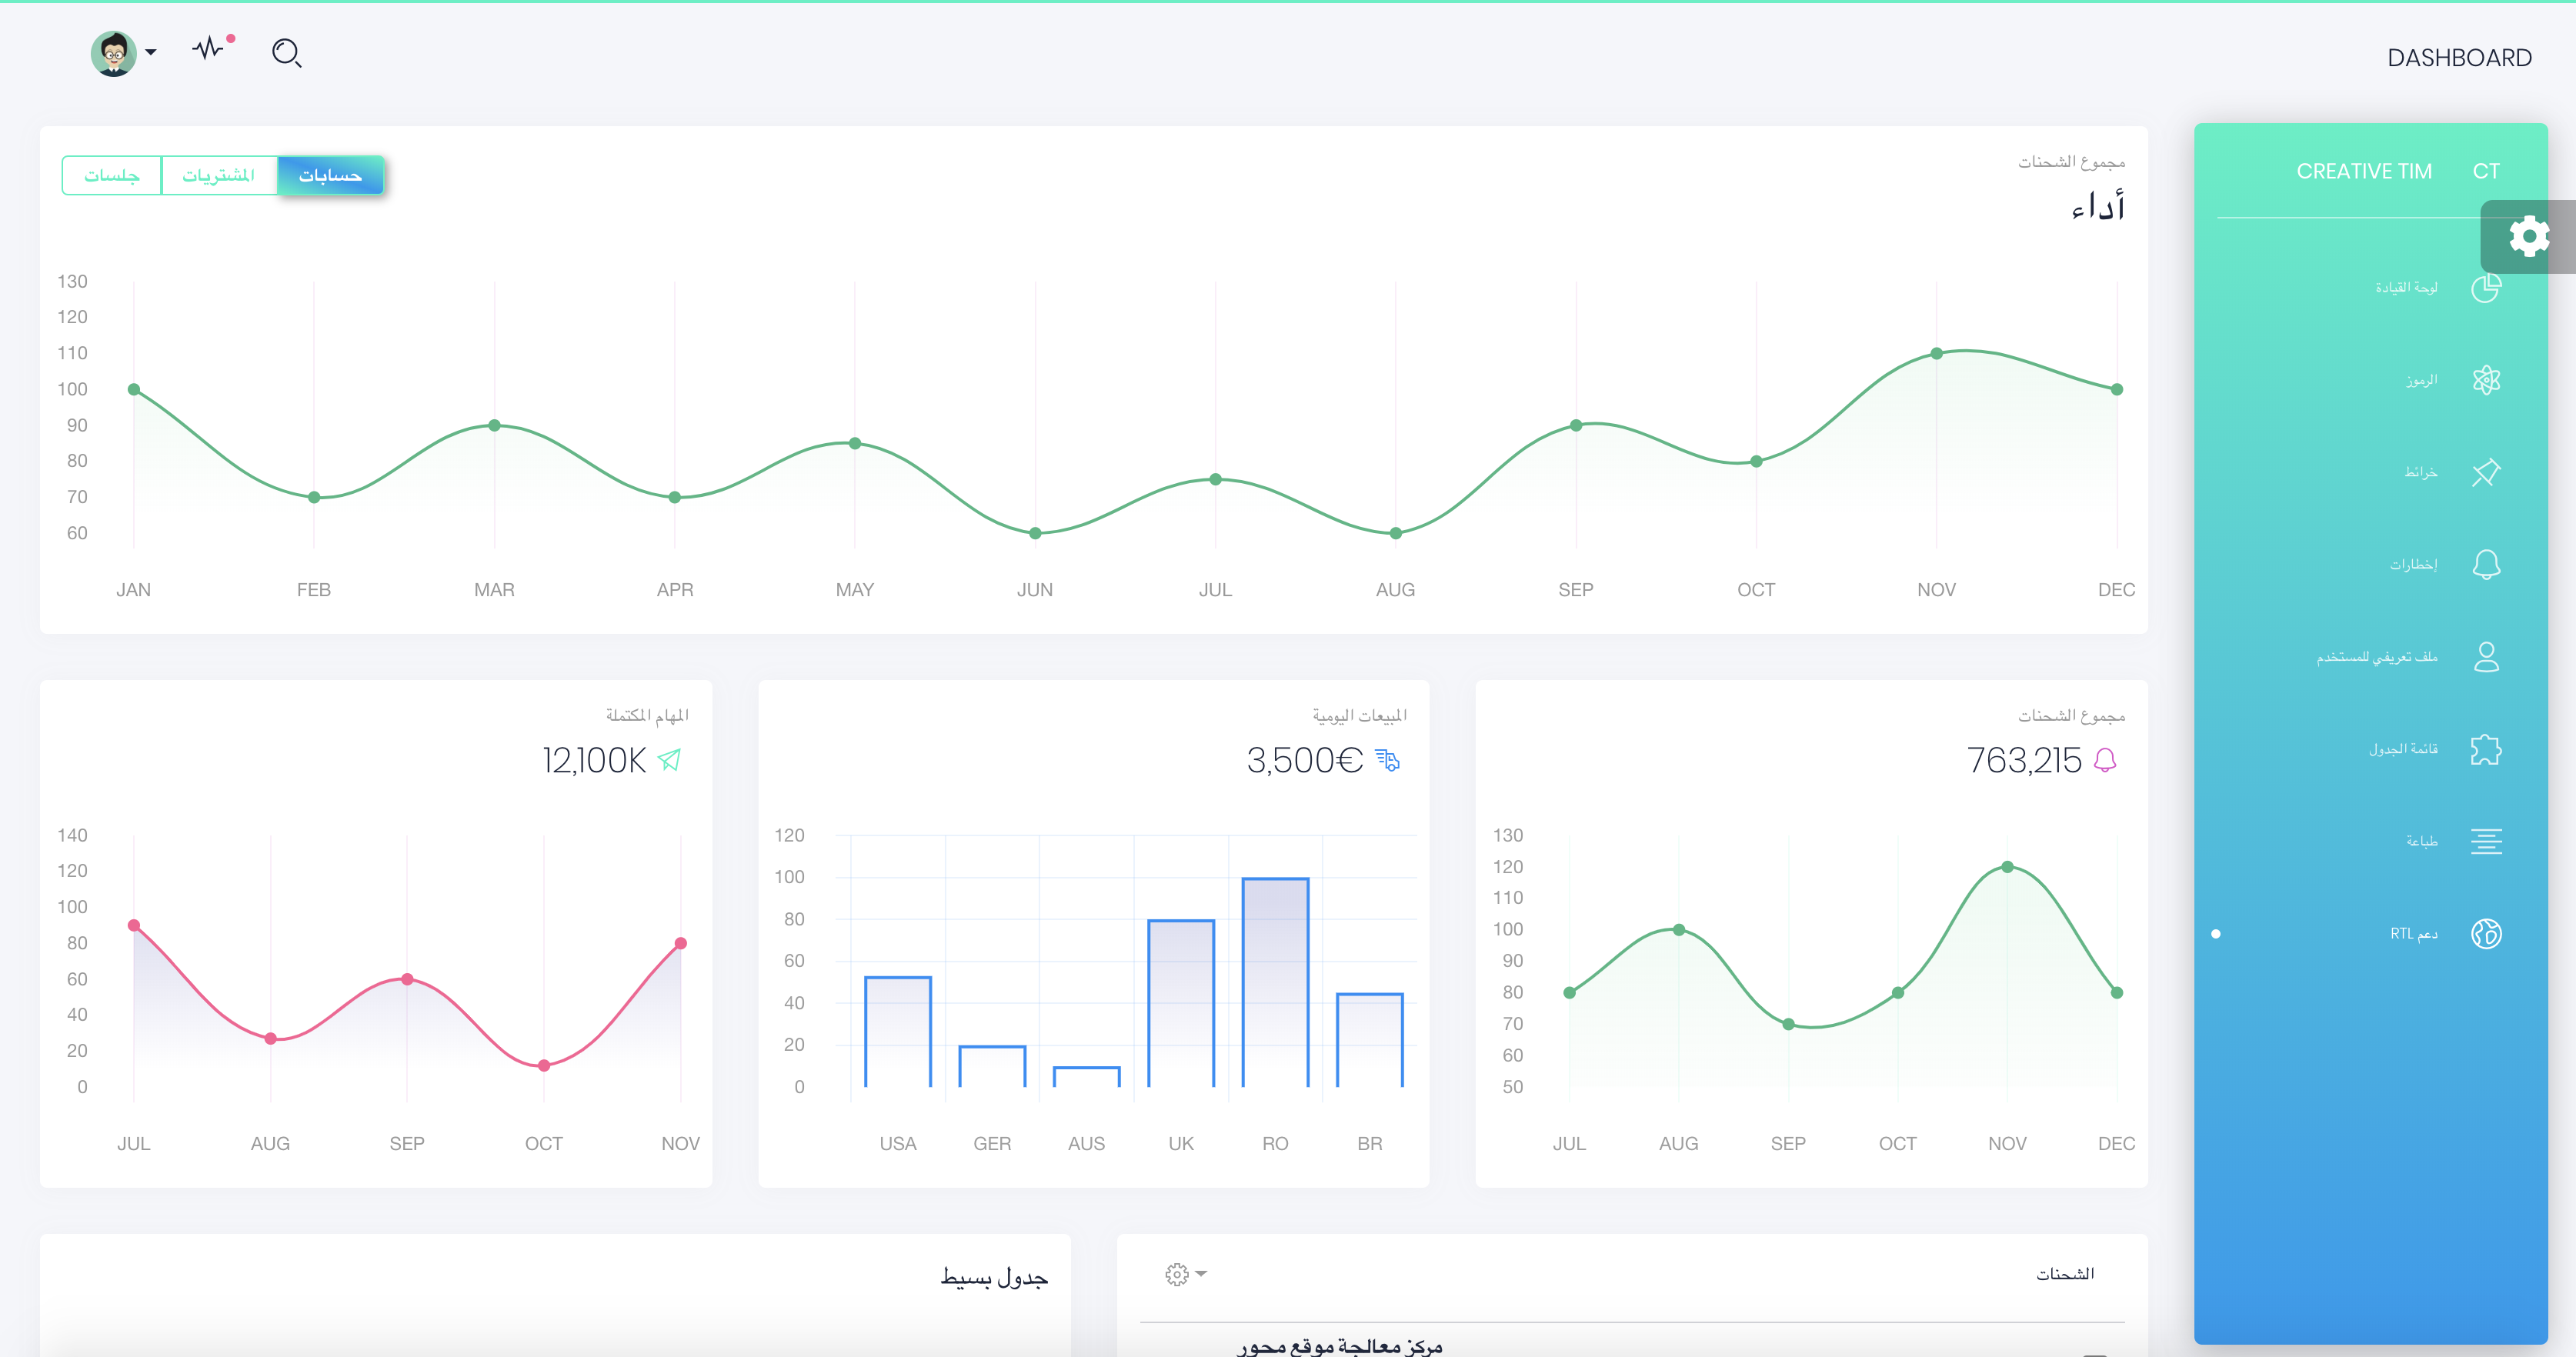 DASHBOARD
CREATIVE TIM CT
لوحة القيادة
الرموز
خرائط
إخطارات
ملف تعريفي للمستخدم
قائمة الجدول
طباعة
دعم RTL
مجموع الشحنات
أداء
حسابات المشتريات جلسات
130
120
110
100
90
80
70
60
JAN FEB MAR APR MAY JUN JUL AUG SEP OCT NOV DEC
مجموع الشحنات
763,215
130
120
110
100
90
80
70
60
50
JUL AUG SEP OCT NOV DEC
المبيعات اليومية
3,500€
120
100
80
60
40
20
0
USA GER AUS UK RO BR
المهام المكتملة
12,100K
140
120
100
80
60
40
20
0
JUL AUG SEP OCT NOV
الشحنات
مركز معالجة موقع محور
جدول بسيط